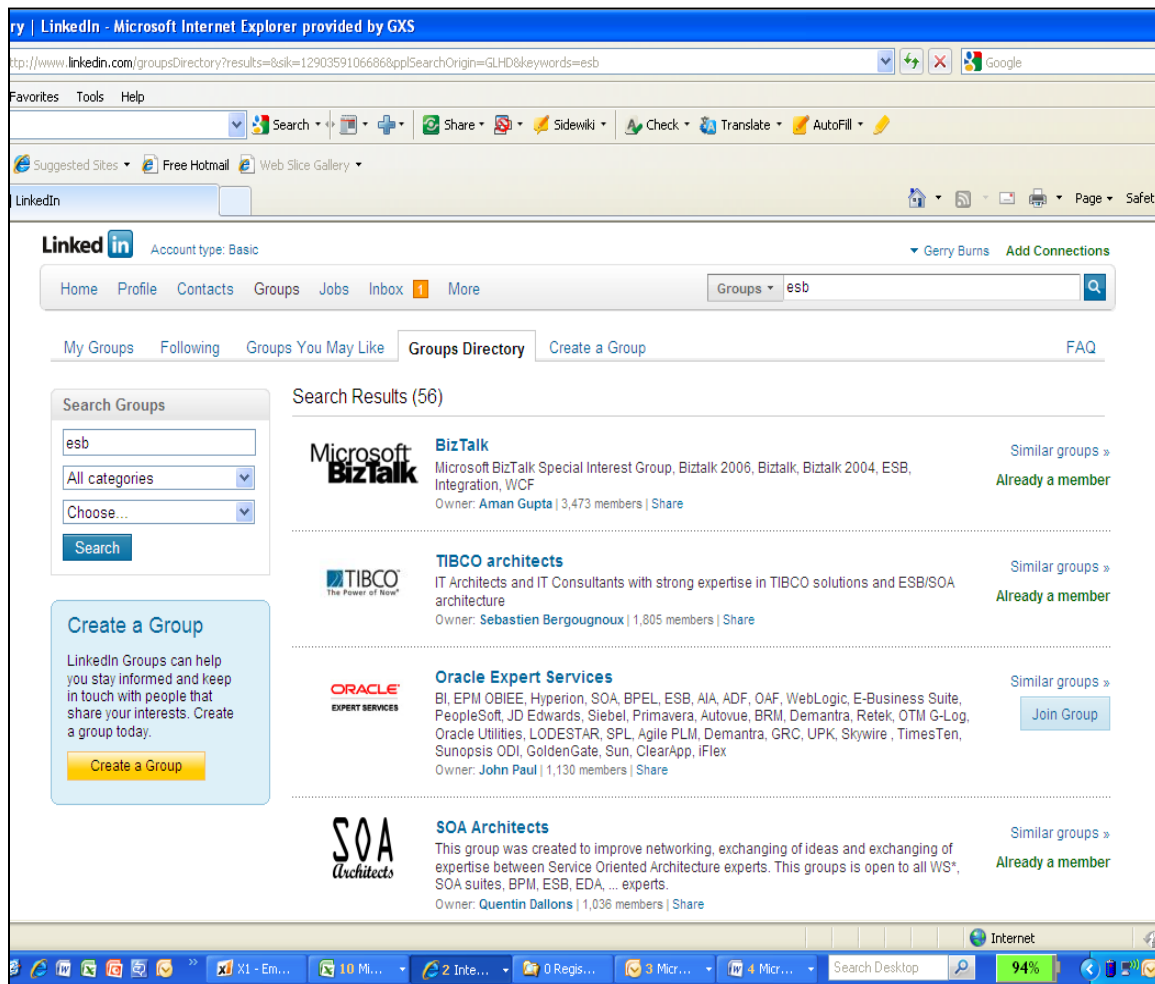 ry | LinkedIn - Microsoft Internet Explorer provided by GXS
ttp://www.linkedin.com/groupsDirectory?results=&sik=1290359106686&pplSearchOrigin=GLHD&keywords=esb
Google
Favorites Tools Help
Search Share Sidewiki Check Translate AutoFill
Suggested Sites Free Hotmail Web Slice Gallery
LinkedIn
Page Safet
Linked in Account type: Basic
Gerry Burns Add Connections
Home Profile Contacts Groups Jobs Inbox 1 More
Groups esb
My Groups Following Groups You May Like Groups Directory Create a Group FAQ
Search Groups
esb
All categories
Choose...
Search
Create a Group
LinkedIn Groups can help
you stay informed and keep
in touch with people that
share your interests. Create
a group today.
Create a Group
Search Results (56)
Microsoft
BizTalk
BizTalk
Microsoft BizTalk Special Interest Group, Biztalk 2006, Biztalk, Biztalk 2004, ESB,
Integration, WCF
Owner: Aman Gupta | 3,473 members | Share
Similar groups »
Already a member
TIBCO
The Power of Now®
TIBCO architects
IT Architects and IT Consultants with strong expertise in TIBCO solutions and ESB/SOA
architecture
Owner: Sebastien Bergougnoux | 1,805 members | Share
Similar groups »
Already a member
ORACLE
EXPERT SERVICES
Oracle Expert Services
BI, EPM OBIEE, Hyperion, SOA, BPEL, ESB, AIA, ADF, OAF, WebLogic, E-Business Suite,
PeopleSoft, JD Edwards, Siebel, Primavera, Autovue, BRM, Demantra, Retek, OTM G-Log,
Oracle Utilities, LODESTAR, SPL, Agile PLM, Demantra, GRC, UPK, Skywire , TimesTen,
Sunopsis ODI, GoldenGate, Sun, ClearApp, iFlex
Owner: John Paul | 1,130 members | Share
Similar groups »
Join Group
SOA
Architects
SOA Architects
This group was created to improve networking, exchanging of ideas and exchanging of
expertise between Service Oriented Architecture experts. This groups is open to all WS*,
SOA suites, BPM, ESB, EDA, ... experts.
Owner: Quentin Dallons | 1,036 members | Share
Similar groups »
Already a member
Internet
X1 - Em... 10 Mi... 2 Inte... 0 Regis... 3 Micr... 4 Micr... Search Desktop 94%